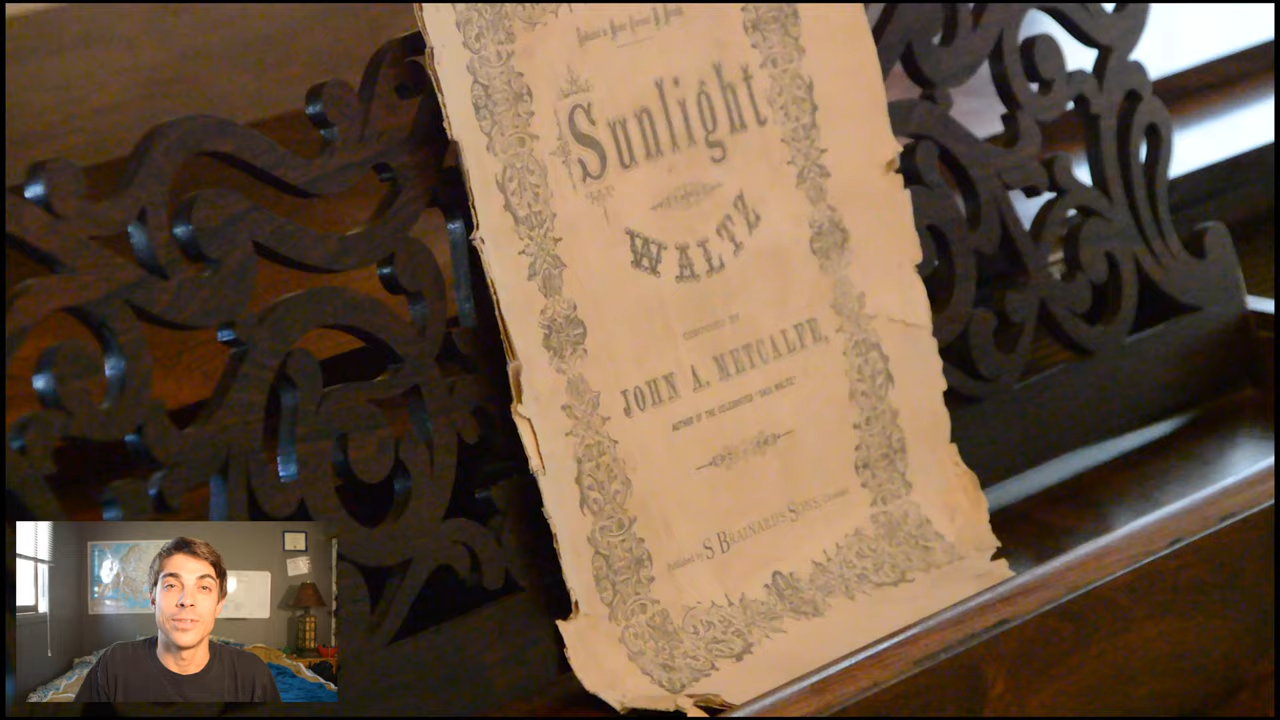 Sunlight
WALTZ
COMPOSED BY
JOHN A. METCALFE,
AUTHOR OF THE CELEBRATED "
Published by S BRAINARD'S SONS,